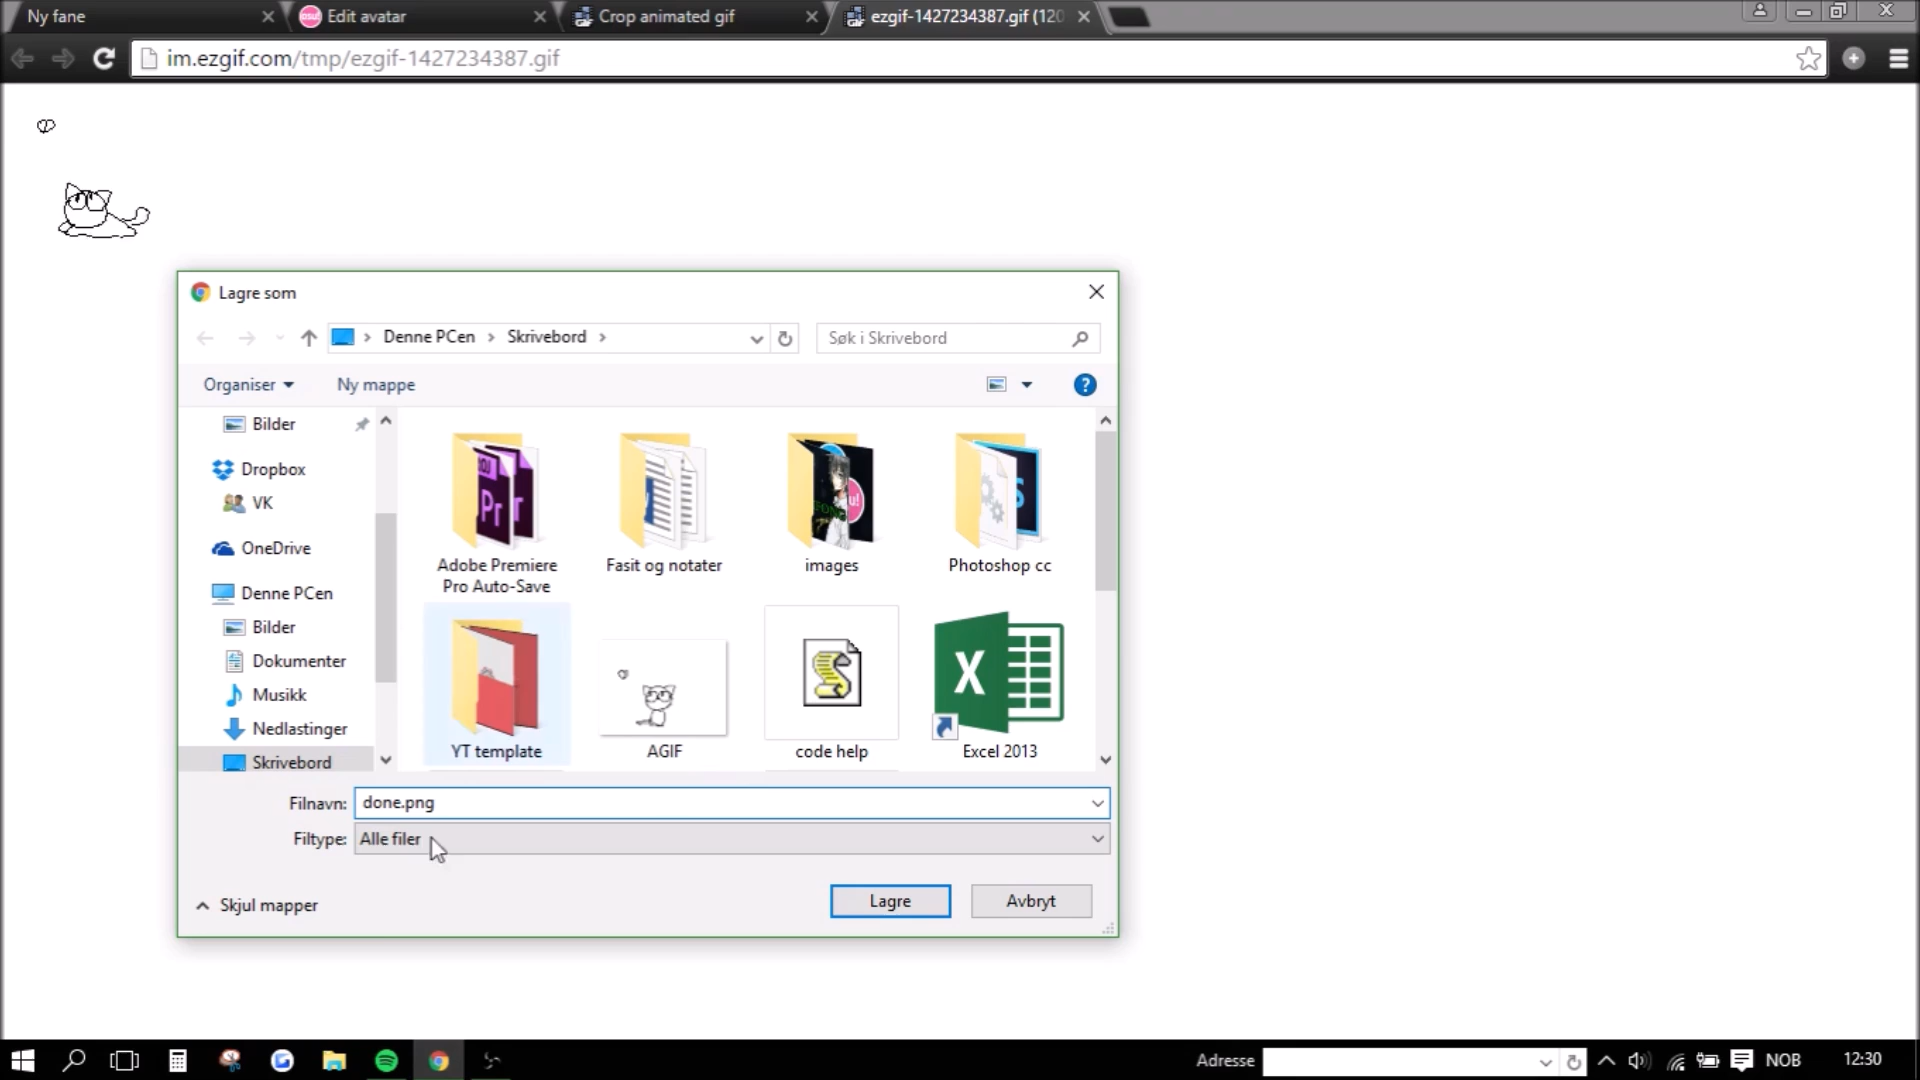 Ny fane
osu!
Edit avatar
Crop animated gif
ezgif-1427234387.gif (120
im.ezgif.com/tmp/ezgif-1427234387.gif
Lagre som
Denne PCen
Skrivebord
Søk i Skrivebord
Organiser
Ny mappe
?
Bilder
Dropbox
VK
OneDrive
Denne PCen
Bilder
Dokumenter
Musikk
Nedlastinger
Skrivebord
Pr
Adobe Premiere
Pro Auto-Save
Fasit og notater
images
Photoshop cc
YT template
AGIF
code help
X
Excel 2013
Filnavn:
done.png
Filtype:
Alle filer
Skjul mapper
Lagre
Avbryt
Adresse
NOB
12:30